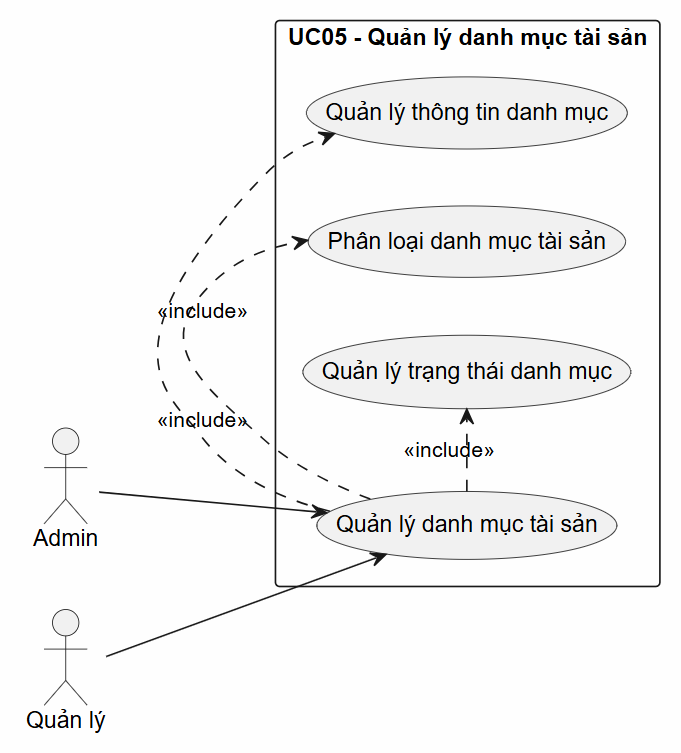 UC05 - Quản lý danh mục tài sản
Quản lý thông tin danh mục
Phân loại danh mục tài sản
«include»
Quản lý trạng thái danh mục
«include»
«include»
Quản lý danh mục tài sản
Admin
Quản lý